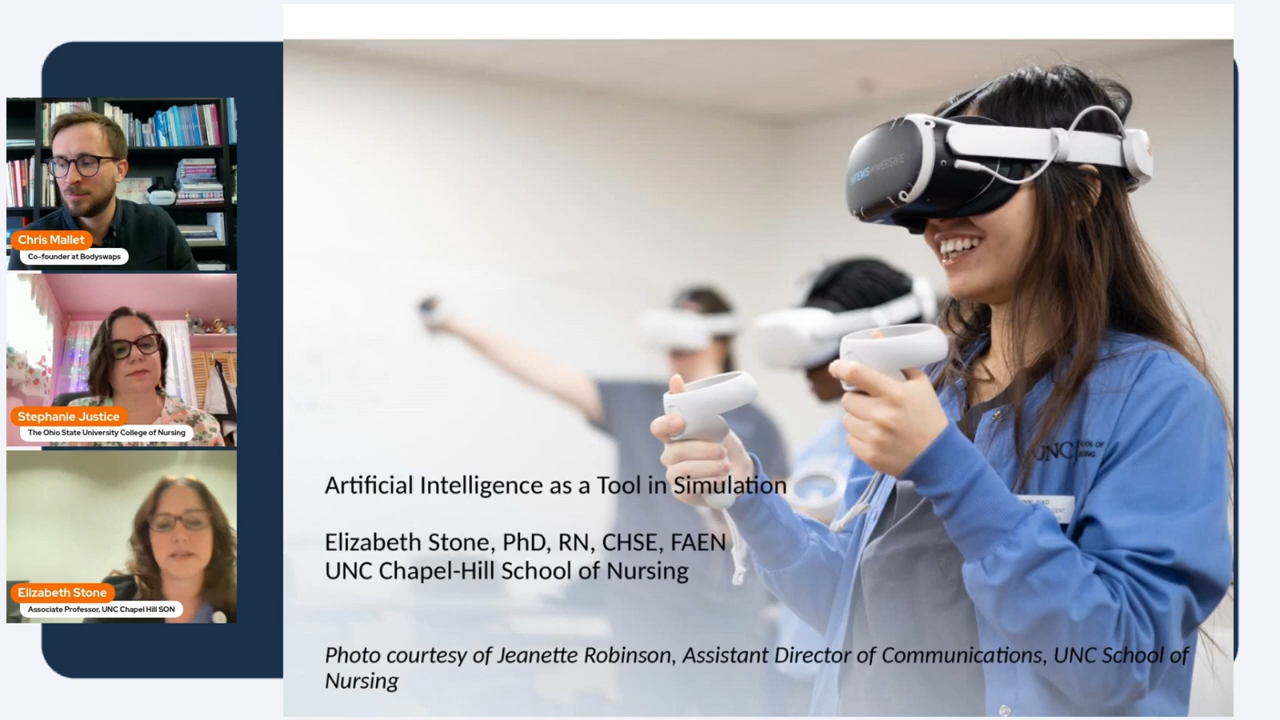 Chris Mallet
Co-founder at Bodyswaps
Stephanie Justice
The Ohio State University College of Nursing
Elizabeth Stone
Associate Professor, UNC Chapel Hill SON
Artificial Intelligence as a Tool in Simulation
Elizabeth Stone, PhD, RN, CHSE, FAEN
UNC Chapel-Hill School of Nursing
Photo courtesy of Jeanette Robinson, Assistant Director of Communications, UNC School of
Nursing
UNC